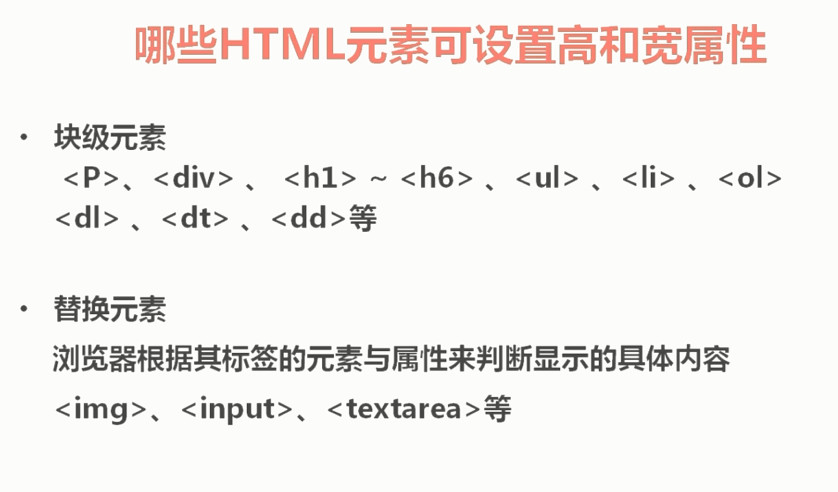 哪些HTML元素可设置高和宽属性
• 块级元素
<P>、<div> 、 <h1> ~ <h6> 、<ul> 、<li> 、<ol>
<dl> 、<dt> 、<dd>等
• 替换元素
浏览器根据其标签的元素与属性来判断显示的具体内容
<img>、<input>、<textarea>等